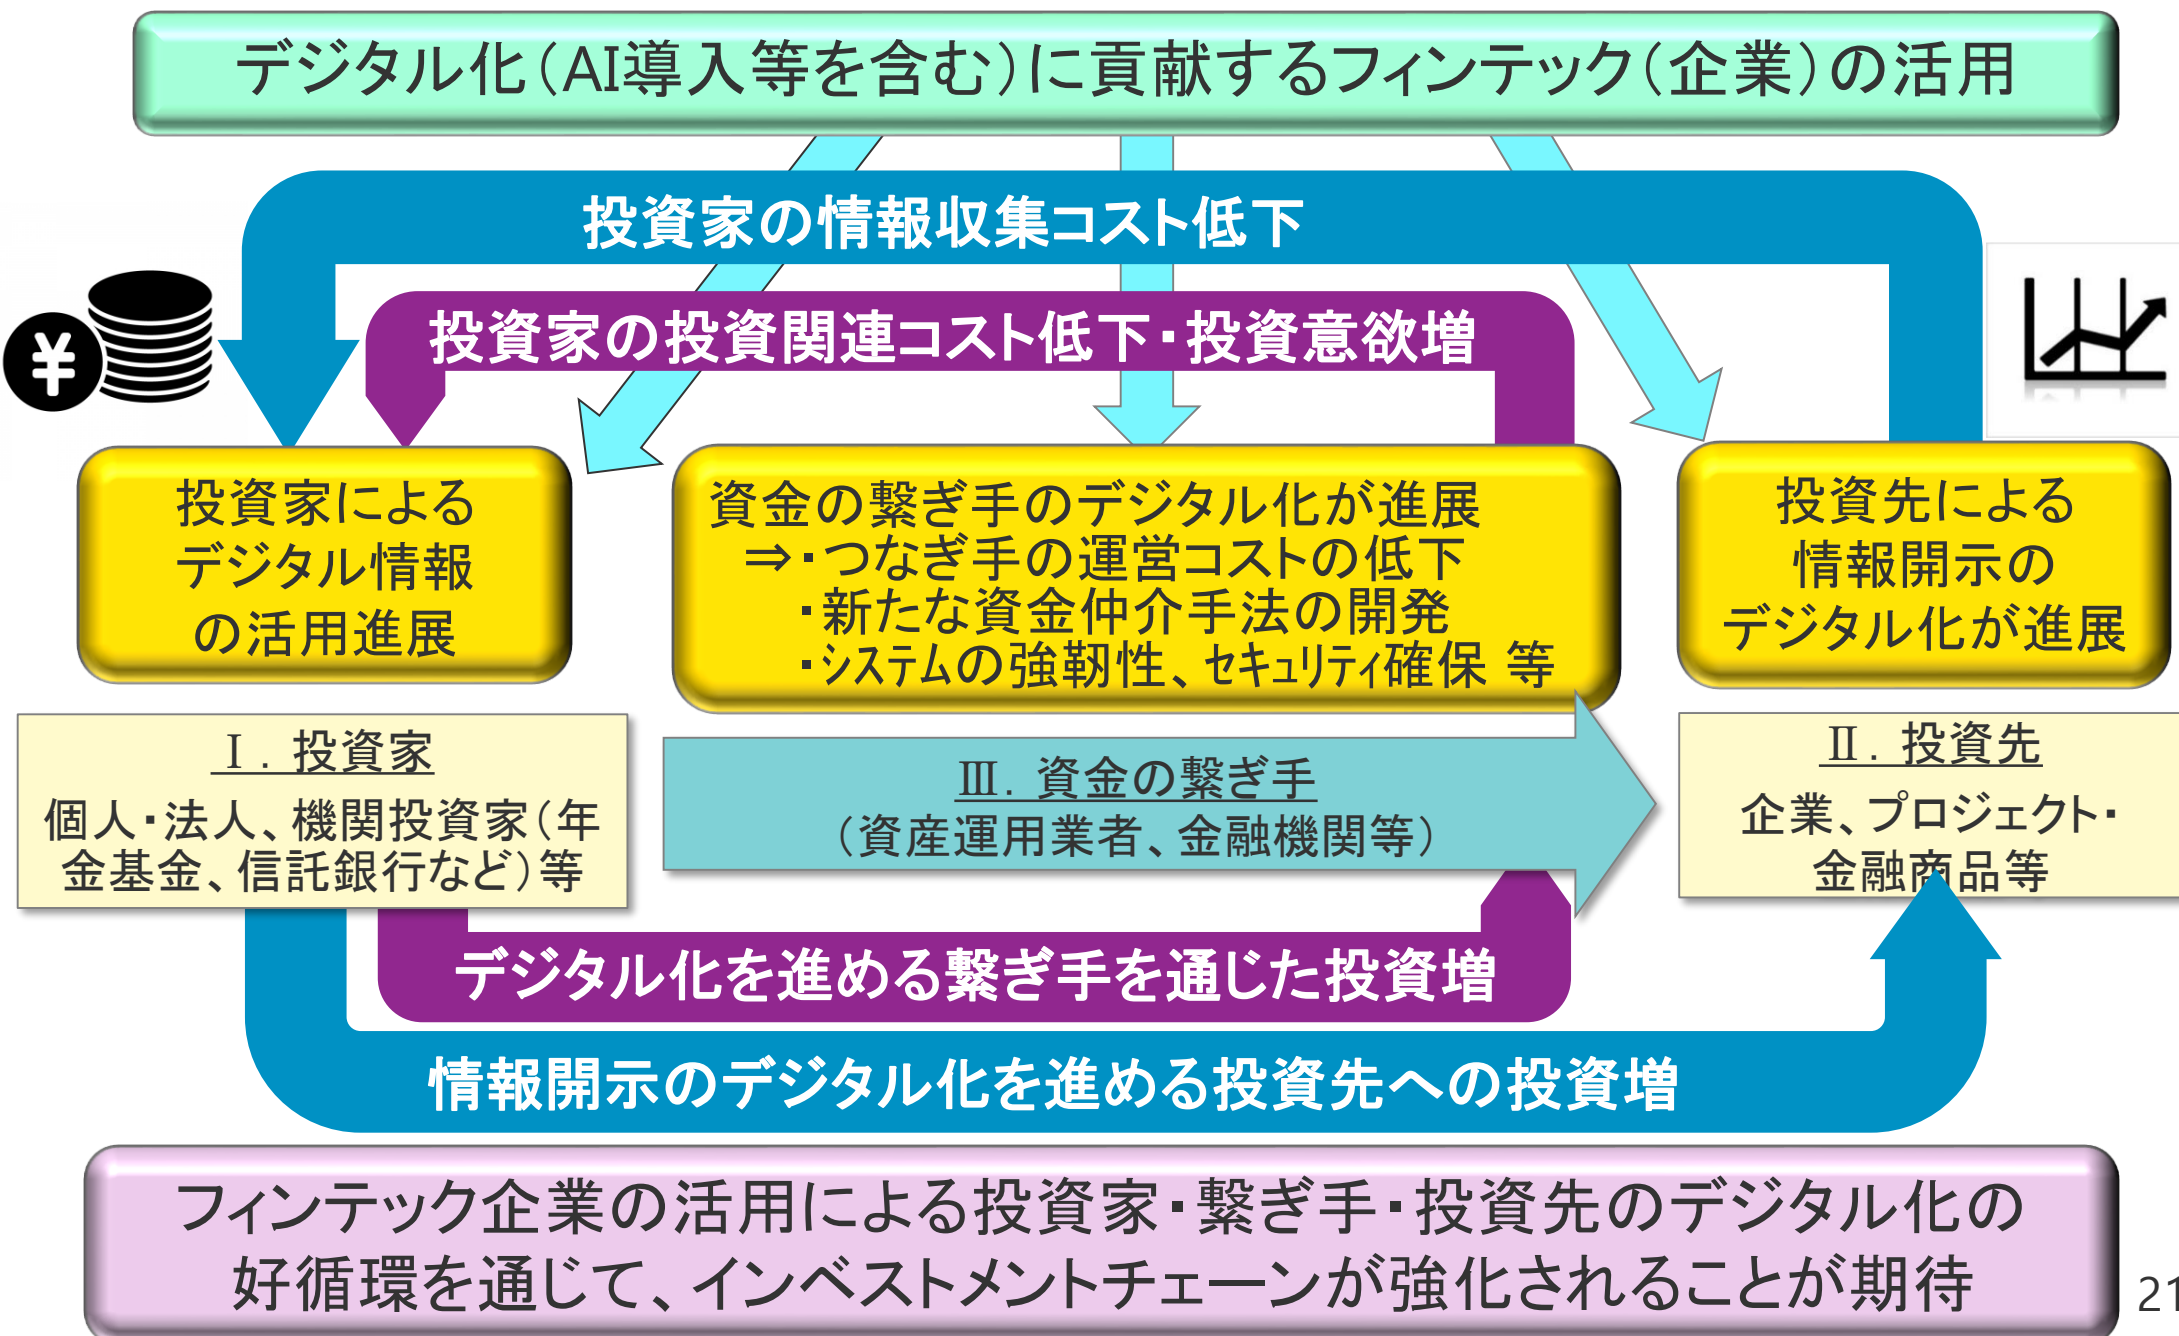 デジタル化（AI導入等を含む）に貢献するフィンテック（企業）の活用
投資家の情報収集コスト低下
投資家の投資関連コスト低下・投資意欲増
¥
投資家による
デジタル情報
の活用進展
資金の繋ぎ手のデジタル化が進展
⇒・つなぎ手の運営コストの低下
・新たな資金仲介手法の開発
・システムの強靭性、セキュリティ確保 等
投資先による
情報開示の
デジタル化が進展
Ⅰ．投資家
個人・法人、機関投資家（年
金基金、信託銀行など）等
Ⅲ．資金の繋ぎ手
（資産運用業者、金融機関等）
Ⅱ．投資先
企業、プロジェクト・
金融商品等
デジタル化を進める繋ぎ手を通じた投資増
情報開示のデジタル化を進める投資先への投資増
フィンテック企業の活用による投資家・繋ぎ手・投資先のデジタル化の
好循環を通じて、インベストメントチェーンが強化されることが期待
21